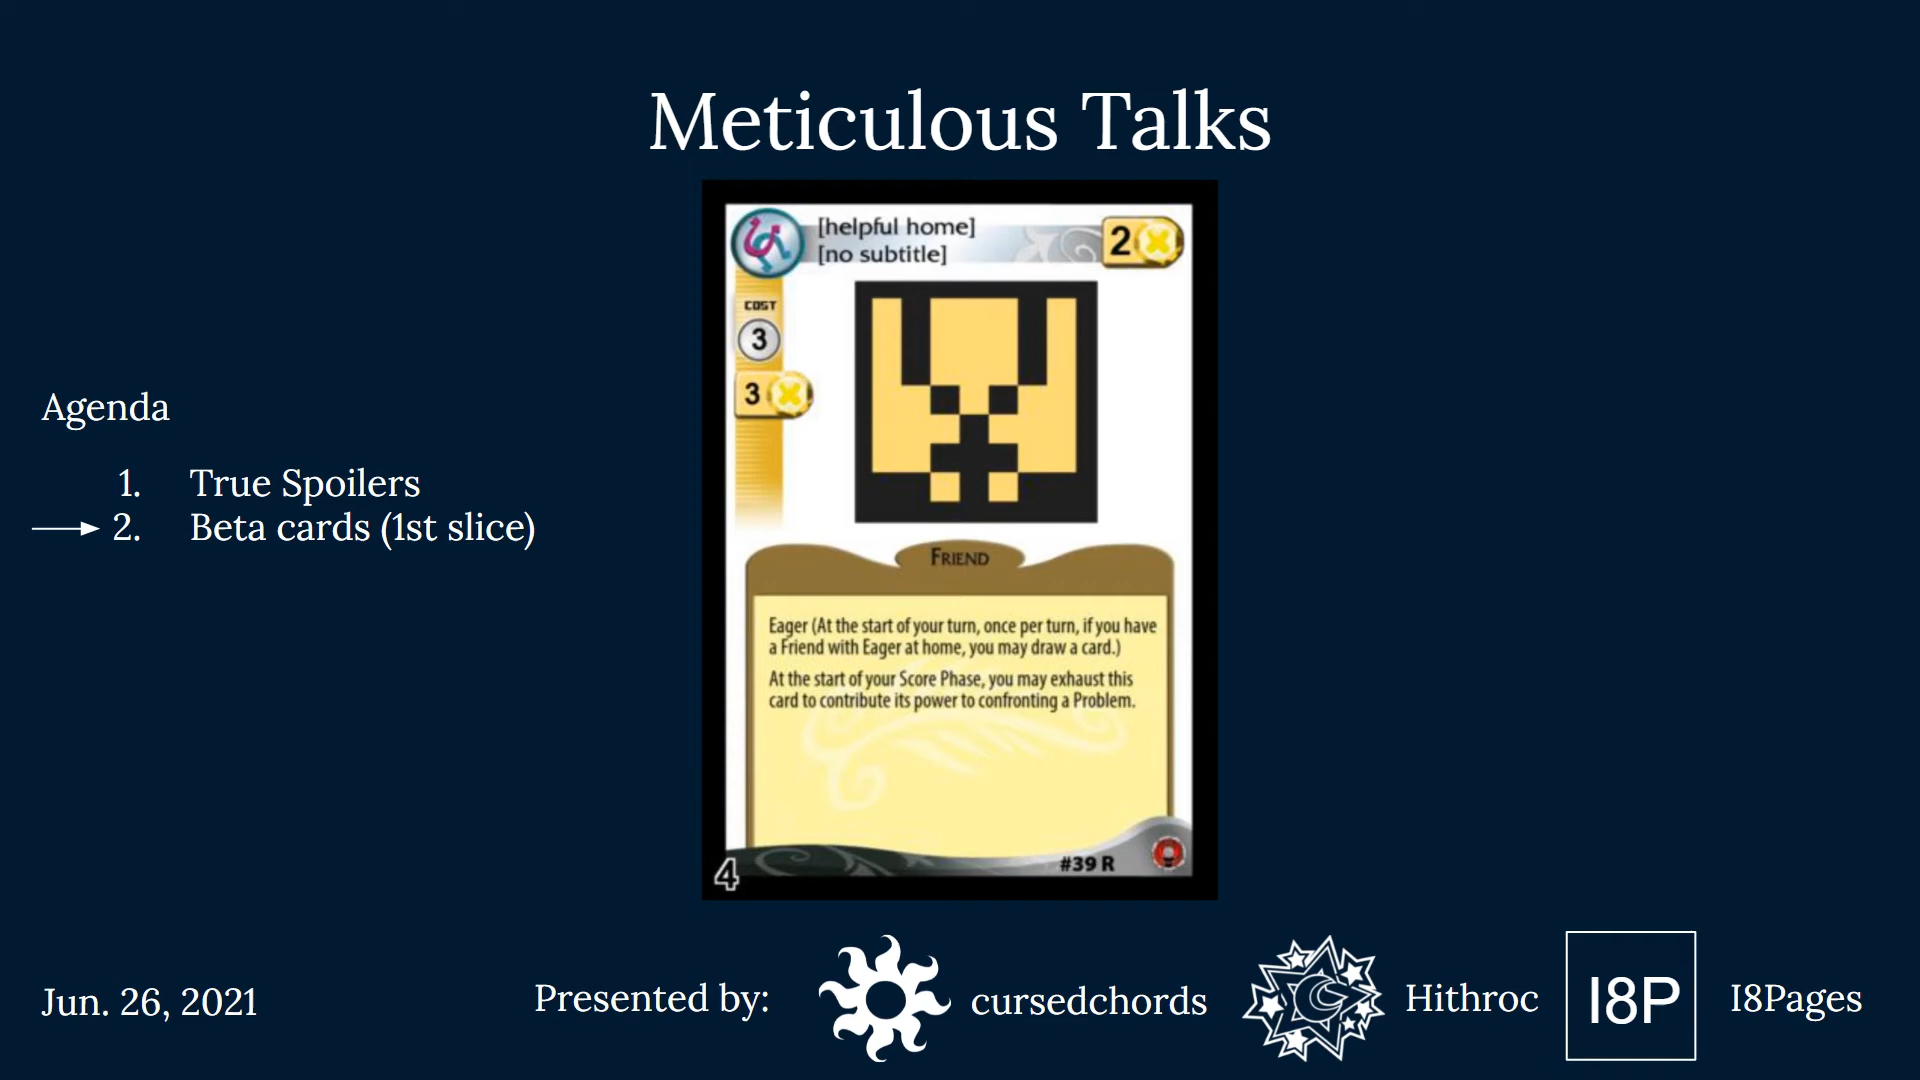 Meticulous Talks
[helpful home]
[no subtitle]
2
COST
3
3
FRIEND
Eager (At the start of your turn, once per turn, if you have
a Friend with Eager at home, you may draw a card.)
At the start of your Score Phase, you may exhaust this
card to contribute its power to confronting a Problem.
#39 R
4
Agenda
1. True Spoilers
2. Beta cards (1st slice)
Jun. 26, 2021
Presented by:
cursedchords
Hithroc
I8P
I8Pages